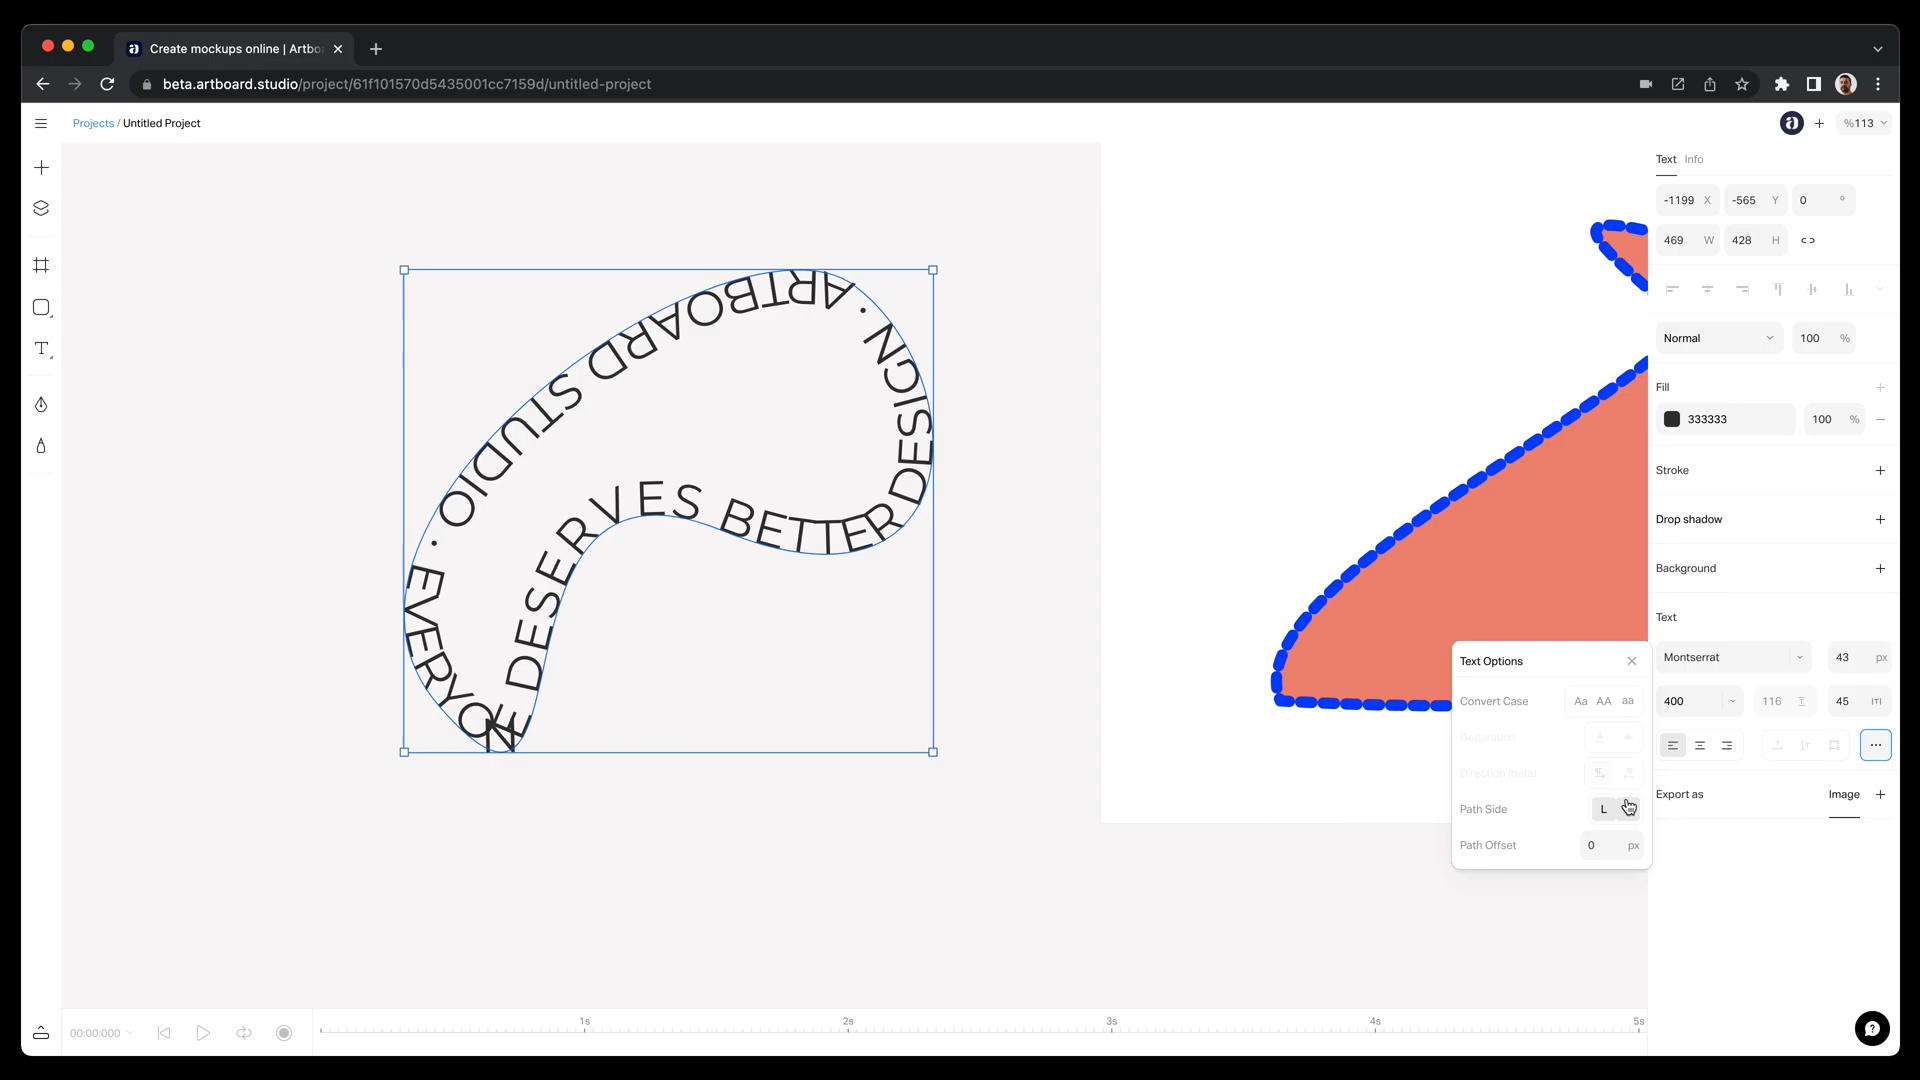 Create mockups online | Artbo
beta.artboard.studio/project/61f101570d5435001cc7159d/untitled-project
Projects / Untitled Project
%113
Text Info
-1199 X -565 Y 0 °
469 W 428 H
Normal 100 %
Fill
333333 100 %
Stroke
Drop shadow
Background
Text
Montserrat 43 px
400 116 45
Export as Image
ARTBOARD STUDIO · EVERYONE DESERVES BETTER DESIGN ·
Text Options
Convert Case Aa AA aa
Decoration
Direction (beta)
Path Side L
Path Offset 0 px
00:00:000 1s 2s 3s 4s 5s